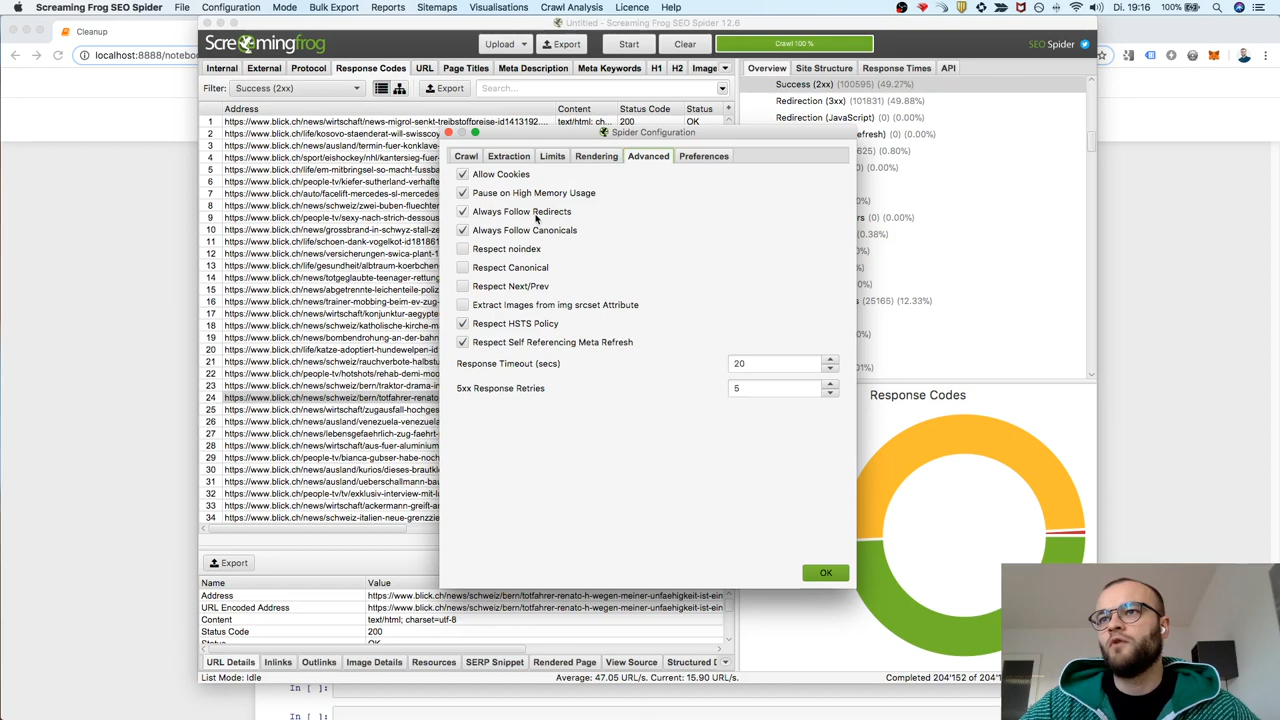 Screaming Frog SEO Spider File Configuration Mode Bulk Export Reports Sitemaps Visualisations Crawl Analysis Licence Help
100% Di. 19:16
Cleanup
localhost:8888/notebo
Untitled - Screaming Frog SEO Spider 12.6
Screamingfrog
Upload Export Start Clear Crawl 100 % SEO Spider
Internal External Protocol Response Codes URL Page Titles Meta Description Meta Keywords H1 H2 Image
Filter: Success (2xx) Export Search...
Address Content Status Code Status
1 https://www.blick.ch/news/wirtschaft/news-migrol-senkt-treibstoffpreise-id1413192... text/html; ch... 200 OK
2 https://www.blick.ch/life/kosovo-staenderat-will-swisscoy
3 https://www.blick.ch/news/ausland/termin-fuer-konklav
4 https://www.blick.ch/sport/eishockey/nhl/kantersieg-fuer-
5 https://www.blick.ch/life/em-mitbringsel-so-macht-fussba
6 https://www.blick.ch/people-tv/kiefer-sutherland-verhafte
7 https://www.blick.ch/auto/facelift-mercedes-sl-mercedes
8 https://www.blick.ch/news/schweiz/zwei-buben-fluechte
9 https://www.blick.ch/people-tv/sexy-nach-strich-dessous
10 https://www.blick.ch/news/grossbrand-in-schwyz-stall-ze
11 https://www.blick.ch/life/schoen-dank-vogelkot-id181861
12 https://www.blick.ch/news/versicherungen-swica-plant-1
13 https://www.blick.ch/life/gesundheit/albtraum-koerbchen
14 https://www.blick.ch/news/totgeglaubte-teenager-rettung
15 https://www.blick.ch/news/abgetrennte-leichenteile-polizi
16 https://www.blick.ch/news/trainer-mobbing-beim-ev-zug-
17 https://www.blick.ch/news/wirtschaft/konjunktur-aegypte
18 https://www.blick.ch/news/schweiz/katholische-kirche-m
19 https://www.blick.ch/news/bombendrohung-an-der-bahn
20 https://www.blick.ch/life/katze-adoptiert-hundewelpen-id
21 https://www.blick.ch/news/schweiz/rauchverbote-halbsta
22 https://www.blick.ch/people-tv/hotshots/rehab-demi-moo
23 https://www.blick.ch/news/schweiz/bern/traktor-drama-in
24 https://www.blick.ch/news/schweiz/bern/totfahrer-renato
25 https://www.blick.ch/news/wirtschaft/zugausfall-hochges
26 https://www.blick.ch/news/ausland/venezuela-venezuela
27 https://www.blick.ch/news/lebensgefaehrlich-zug-faehrt-
28 https://www.blick.ch/news/wirtschaft/aus-fuer-aluminium
29 https://www.blick.ch/people-tv/bianca-gubser-habe-noch
30 https://www.blick.ch/news/ausland/kurios/dieses-brautkle
31 https://www.blick.ch/news/ausland/meinung-ein-schwarz
32 https://www.blick.ch/people-tv/tv/exklusiv-interview-mit-l
33 https://www.blick.ch/news/wirtschaft/ackermann-greift-a
34 https://www.blick.ch/news/schweiz-italien-neue-grenzzie
Spider Configuration
Crawl Extraction Limits Rendering Advanced Preferences
Allow Cookies
Pause on High Memory Usage
Always Follow Redirects
Always Follow Canonicals
Respect noindex
Respect Canonical
Respect Next/Prev
Extract Images from img srcset Attribute
Respect HSTS Policy
Respect Self Referencing Meta Refresh
Response Timeout (secs) 20
5xx Response Retries 5
OK
Overview Site Structure Response Times API
Success (2xx) (100595) (49.27%)
Redirection (3xx) (101831) (49.88%)
Redirection (JavaScript)
efresh) (0) (0.00%)
(0.80%)
(0.00%)
%)
rs (0) (0.00%)
(0.38%)
%)
s (25165) (12.33%)
%)
Response Codes
Export
Name Value
Address https://www.blick.ch/news/schweiz/bern/totfahrer-renato-h-wegen-meiner-unfaehigkeit-ist-ein
URL Encoded Address https://www.blick.ch/news/schweiz/bern/totfahrer-renato-h-wegen-meiner-unfaehigkeit-ist-ein
Content text/html; charset=utf-8
Status Code 200
URL Details Inlinks Outlinks Image Details Resources SERP Snippet Rendered Page View Source Structured D
List Mode: Idle Average: 47.05 URL/s. Current: 15.90 URL/s. Completed 204'152 of 204'
In [ ]:
In [ ]: